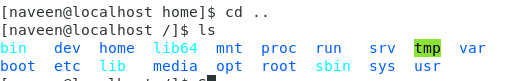 [naveen@localhost home]$ cd ..
[naveen@localhost /]$ ls
bin dev home lib64 mnt proc run srv tmp var
boot etc lib media opt root sbin sys usr